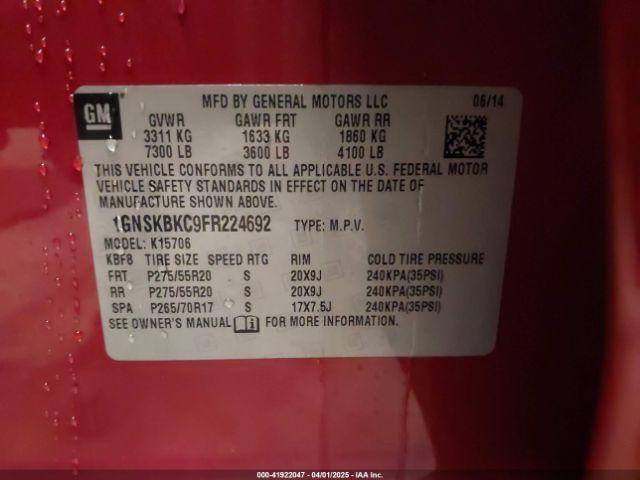 GM
MFD BY GENERAL MOTORS LLC 06/14
GVWR GAWR FRT GAWR RR
3311 KG 1633 KG 1860 KG
7300 LB 3600 LB 4100 LB
THIS VEHICLE CONFORMS TO ALL APPLICABLE U.S. FEDERAL MOTOR
VEHICLE SAFETY STANDARDS IN EFFECT ON THE DATE OF
MANUFACTURE SHOWN ABOVE.
1GNSKBKC9FR224692 TYPE: M.P.V.
MODEL: K15706
KBF8 TIRE SIZE SPEED RTG RIM COLD TIRE PRESSURE
FRT P275/55R20 S 20X9J 240KPA(35PSI)
RR P275/55R20 S 20X9J 240KPA(35PSI)
SPA P265/70R17 S 17X7.5J 240KPA(35PSI)
SEE OWNER'S MANUAL FOR MORE INFORMATION.
000-41922047 - 04/01/2025 - IAA Inc.